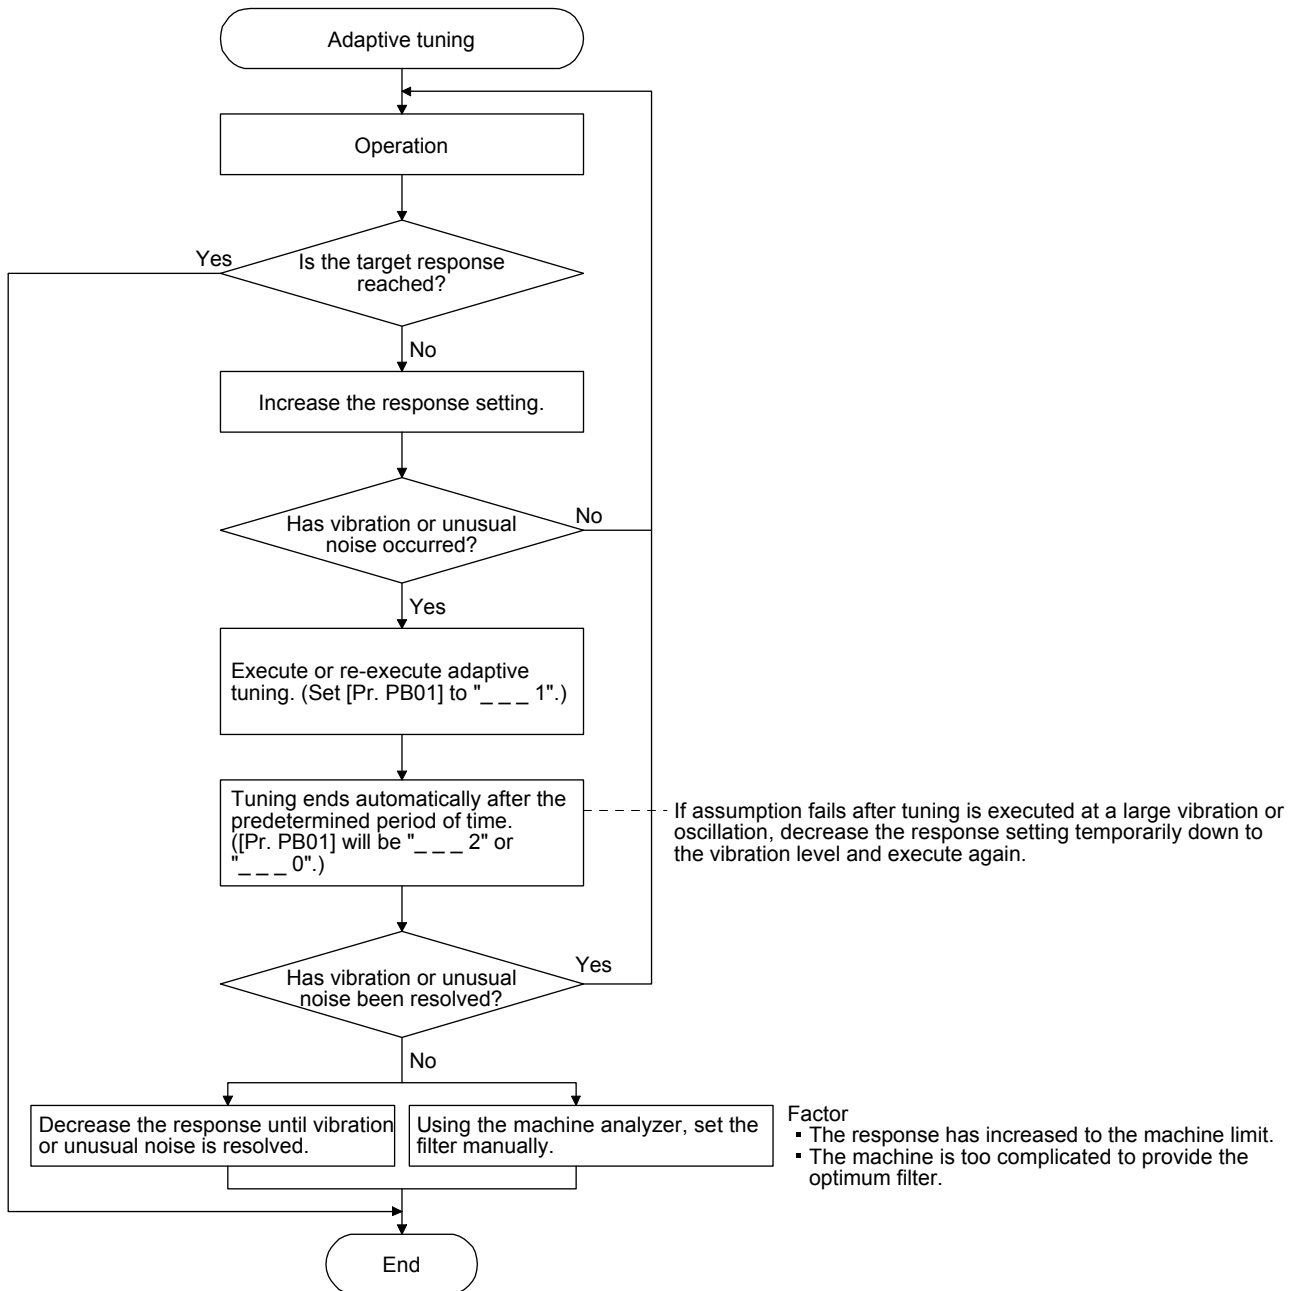 Adaptive tuning
Operation
Yes
Is the target response
reached?
No
Increase the response setting.
Has vibration or unusual
noise occurred?
No
Yes
Execute or re-execute adaptive
tuning. (Set [Pr. PB01] to "_ _ _ 1".)
Tuning ends automatically after the
predetermined period of time.
([Pr. PB01] will be "_ _ _ 2" or
"_ _ _ 0".)
If assumption fails after tuning is executed at a large vibration or
oscillation, decrease the response setting temporarily down to
the vibration level and execute again.
Has vibration or unusual
noise been resolved?
Yes
No
Decrease the response until vibration
or unusual noise is resolved.
Using the machine analyzer, set the
filter manually.
Factor
▪ The response has increased to the machine limit.
▪ The machine is too complicated to provide the
optimum filter.
End